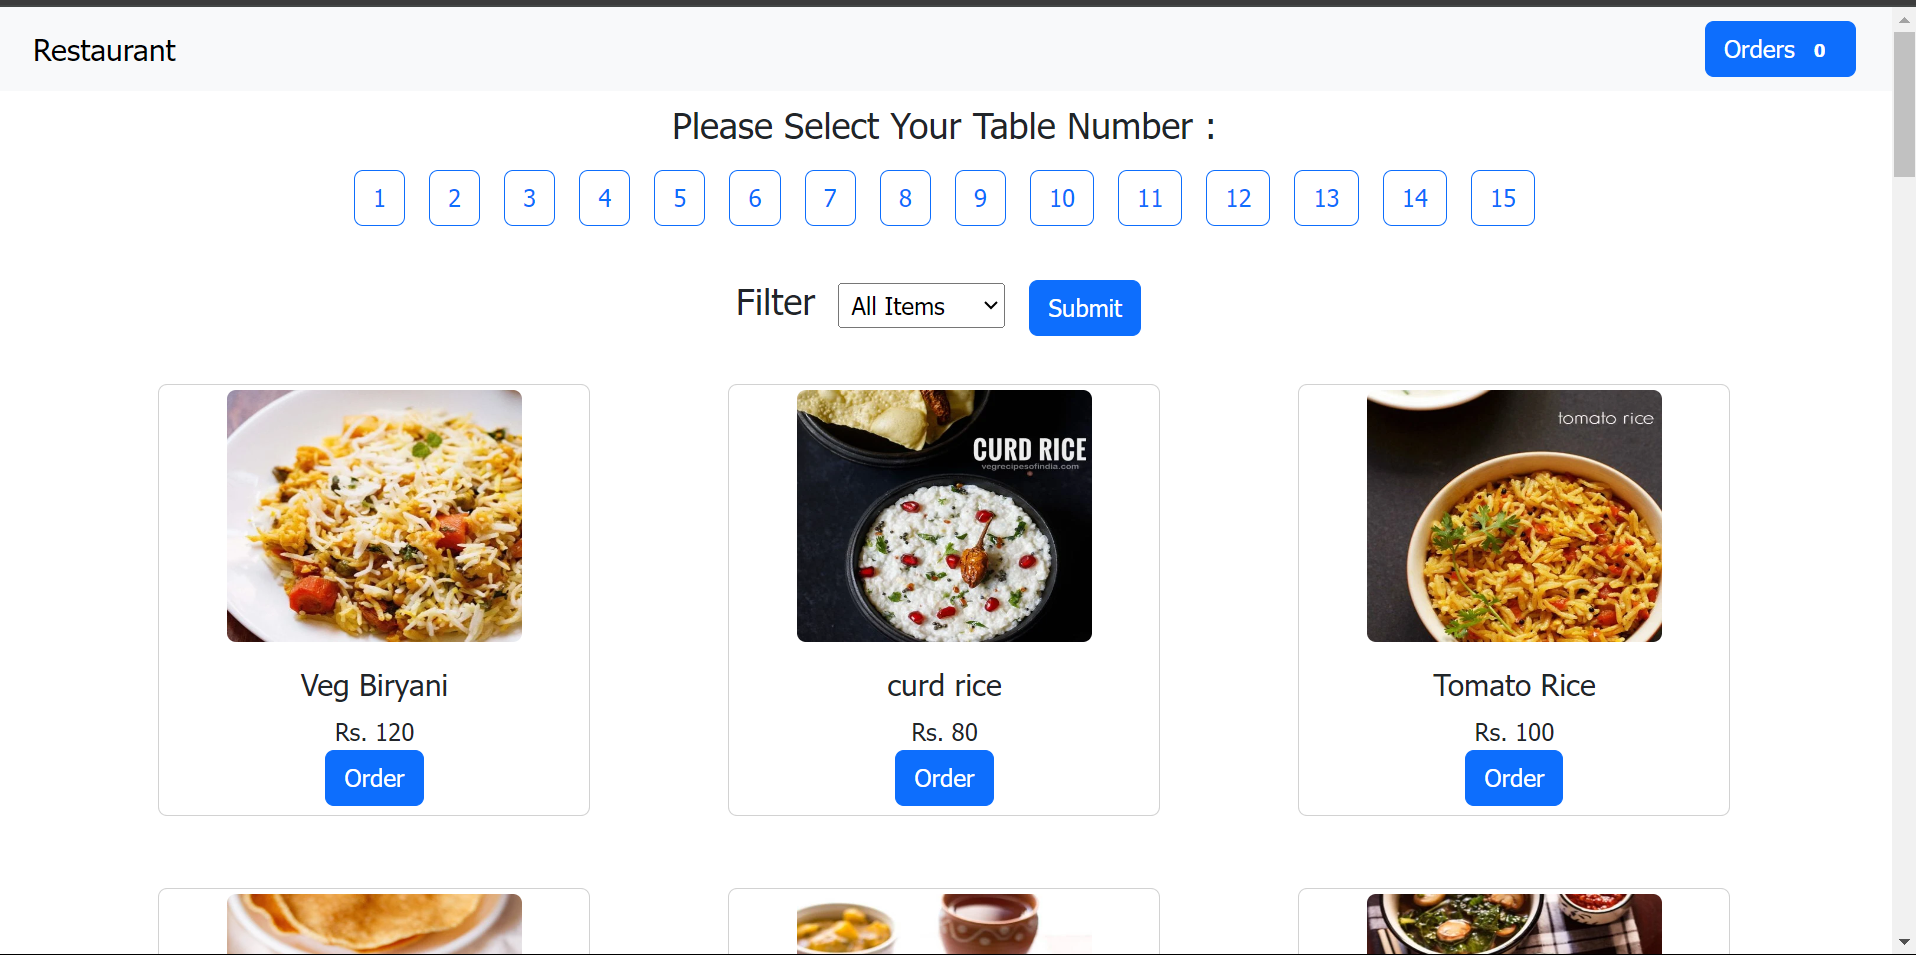 Restaurant
Orders 0
Please Select Your Table Number :
1 2 3 4 5 6 7 8 9 10 11 12 13 14 15
Filter All Items Submit
CURD RICE
vegrecipesofindia.com
tomato rice
Veg Biryani
Rs. 120
Order
curd rice
Rs. 80
Order
Tomato Rice
Rs. 100
Order